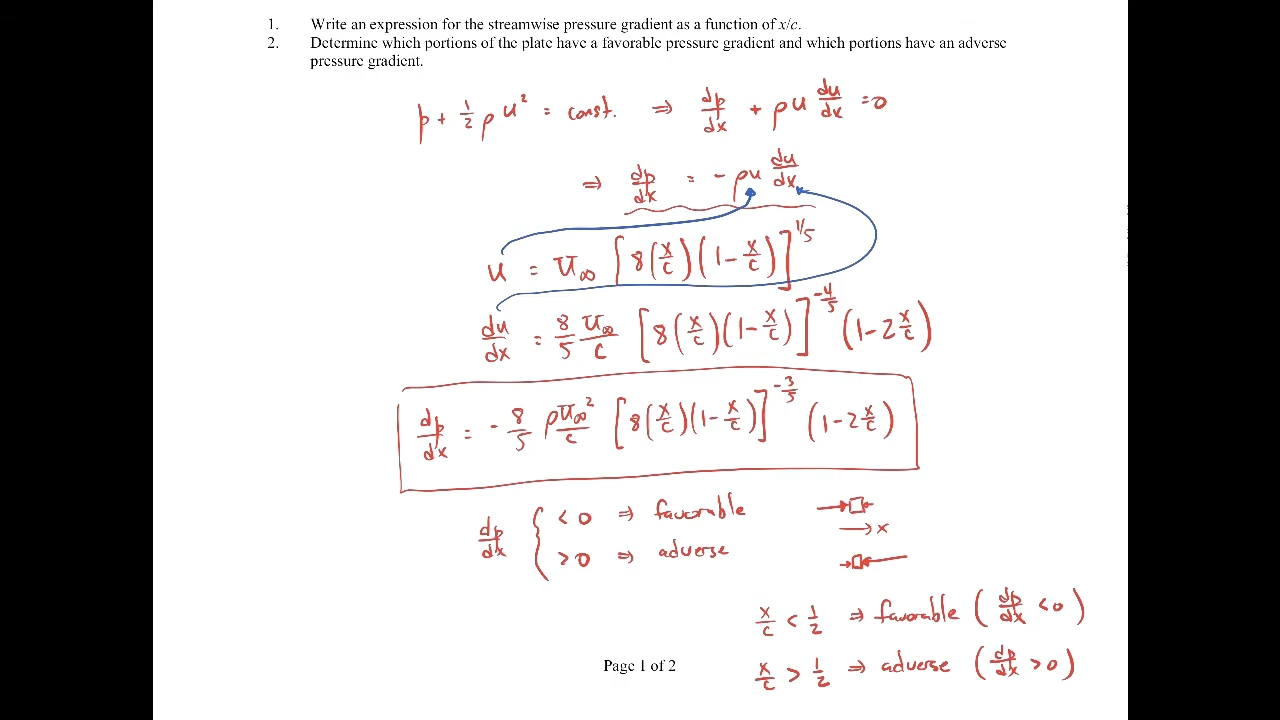 1. Write an expression for the streamwise pressure gradient as a function of x/c.
2. Determine which portions of the plate have a favorable pressure gradient and which portions have an adverse
pressure gradient.
p + 1/2 ρ U² = const. ⇒ dp/dx + ρ U dU/dx = 0
⇒ dp/dx = - ρU dU/dx
U = U∞ [8(x/c)(1-x/c)]^1/5
dU/dx = 8/5 U∞/c [8(x/c)(1-x/c)]^-4/5 (1-2x/c)
dp/dx = - 8/5 ρU∞²/c [8(x/c)(1-x/c)]^-3/5 (1-2x/c)
dp/dx { < 0 ⇒ favorable
→ x
> 0 ⇒ adverse
x/c < 1/2 ⇒ favorable (dp/dx < 0)
x/c > 1/2 ⇒ adverse (dp/dx > 0)
Page 1 of 2